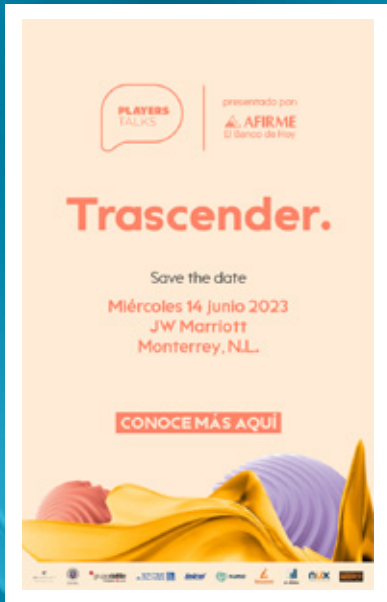 PLAYERS
TALKS
presentado por:
AFIRME
El Banco de Hoy
Trascender.
Save the date
Miércoles 14 junio 2023
JW Marriott
Monterrey, N.L.
CONOCE MÁS AQUÍ
nux